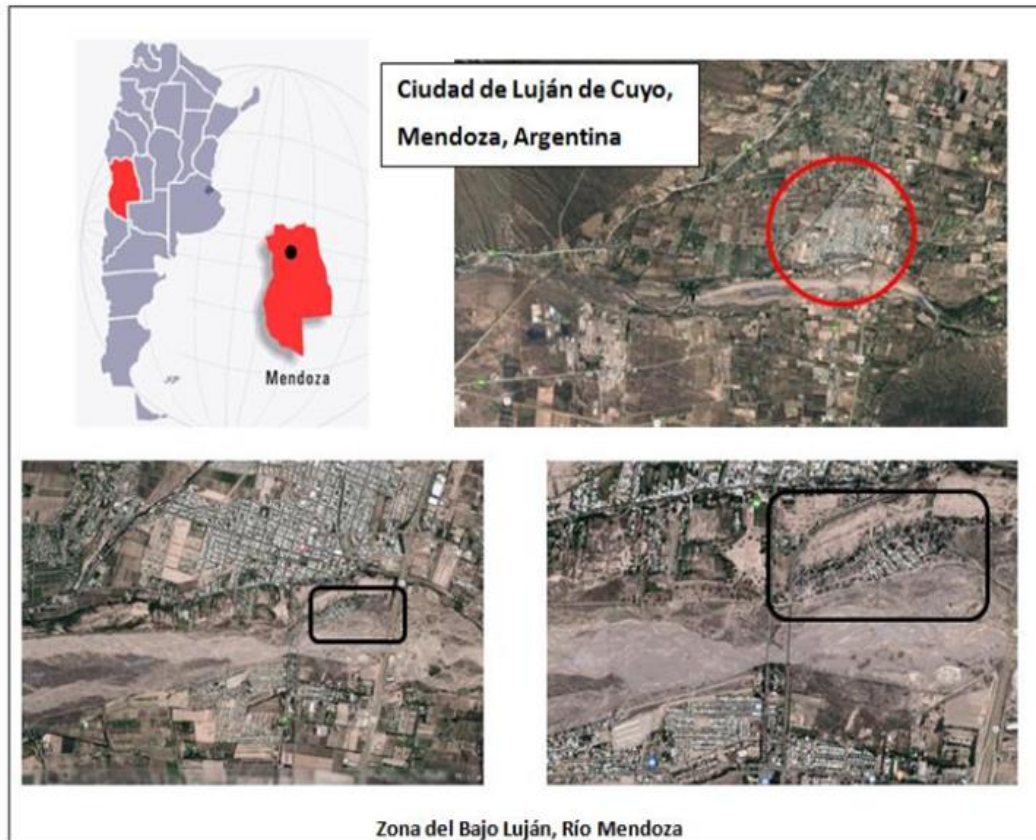 Ciudad de Luján de Cuyo,
Mendoza, Argentina
Mendoza
Zona del Bajo Luján, Río Mendoza